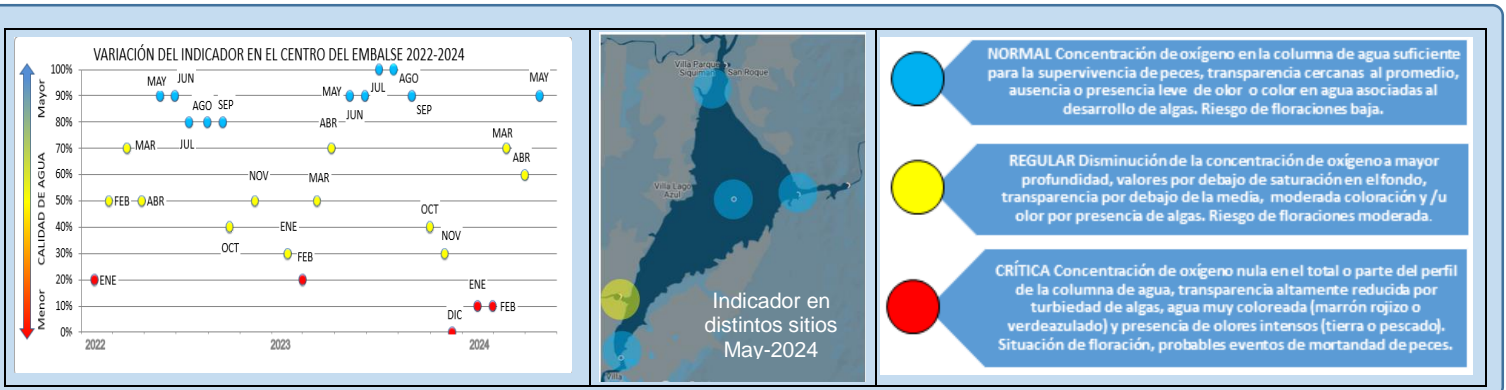 VARIACIÓN DEL INDICADOR EN EL CENTRO DEL EMBALSE 2022-2024
Mayor
CALIDAD DE AGUA
Menor
100%
90%
80%
70%
60%
50%
40%
30%
20%
10%
0%
ENE
FEB
MAR
ABR
MAY
JUN
JUL
AGO
SEP
OCT
NOV
ENE
FEB
MAR
ABR
MAY
JUN
JUL
AGO
SEP
OCT
NOV
DIC
ENE
FEB
MAR
ABR
MAY
2022
2023
2024
Villa Parque
Siquiman
San Roque
Villa Lago
Azul
Villa
Indicador en
distintos sitios
May-2024
NORMAL Concentración de oxígeno en la columna de agua suficiente
para la supervivencia de peces, transparencia cercanas al promedio,
ausencia o presencia leve de olor o color en agua asociadas al
desarrollo de algas. Riesgo de floraciones baja.
REGULAR Disminución de la concentración de oxígeno a mayor
profundidad, valores por debajo de saturación en el fondo,
transparencia por debajo de la media, moderada coloración y /u
olor por presencia de algas. Riesgo de floraciones moderada.
CRÍTICA Concentración de oxígeno nula en el total o parte del perfil
de la columna de agua, transparencia altamente reducida por
turbiedad de algas, agua muy coloreada (marrón rojizo o
verdeazulado) y presencia de olores intensos (tierra o pescado).
Situación de floración, probables eventos de mortandad de peces.